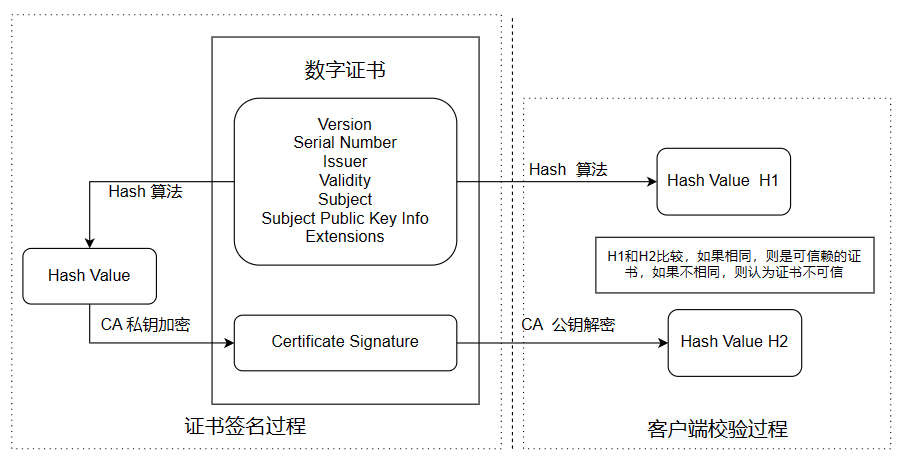 数字证书
Version
Serial Number
Issuer
Validity
Subject
Subject Public Key Info
Extensions
Hash 算法
Hash Value
CA 私钥加密
Certificate Signature
证书签名过程
Hash 算法
Hash Value H1
H1和H2比较，如果相同，则是可信赖的证
书，如果不相同，则认为证书不可信
CA 公钥解密
Hash Value H2
客户端校验过程